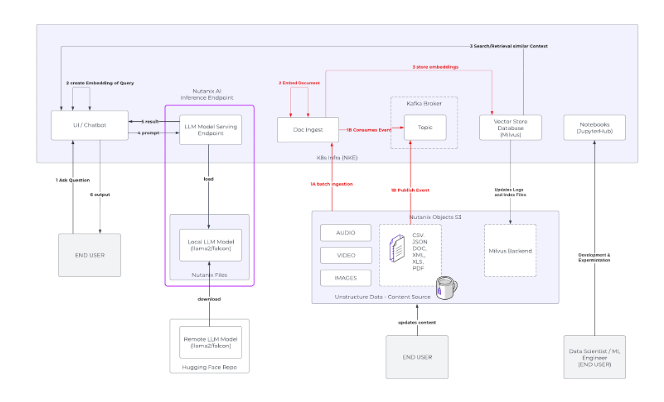 3 Search/Retrieval similar Context
2 create Embedding of Query
Nutanix AI
Inference Endpoint
2 Embed Document
3 store embeddings
Kafka Broker
UI / Chatbot
5 result
4 prompt
LLM Model Serving
Endpoint
Doc Ingest
1B Consumes Event
Topic
Vector Store
Database
(Milvus)
Notebooks
(JupyterHub)
K8s Infra (NKE)
1 Ask Question
6 output
load
1A batch ingestion
1B Publish Event
Updates Logs
and Index Files
Nutanix Objects S3
AUDIO
VIDEO
IMAGES
CSV,
JSON
DOC,
XML,
XLS,
PDF
Milvus Backend
Local LLM Model
(llama2/falcon)
Nutanix Files
END USER
Development &
Experimentation
Unstructure Data - Content Source
download
updates content
Remote LLM Model
(llama2/falcon)
Hugging Face Repo
END USER
Data Scientist / ML
Engineer
(END USER)